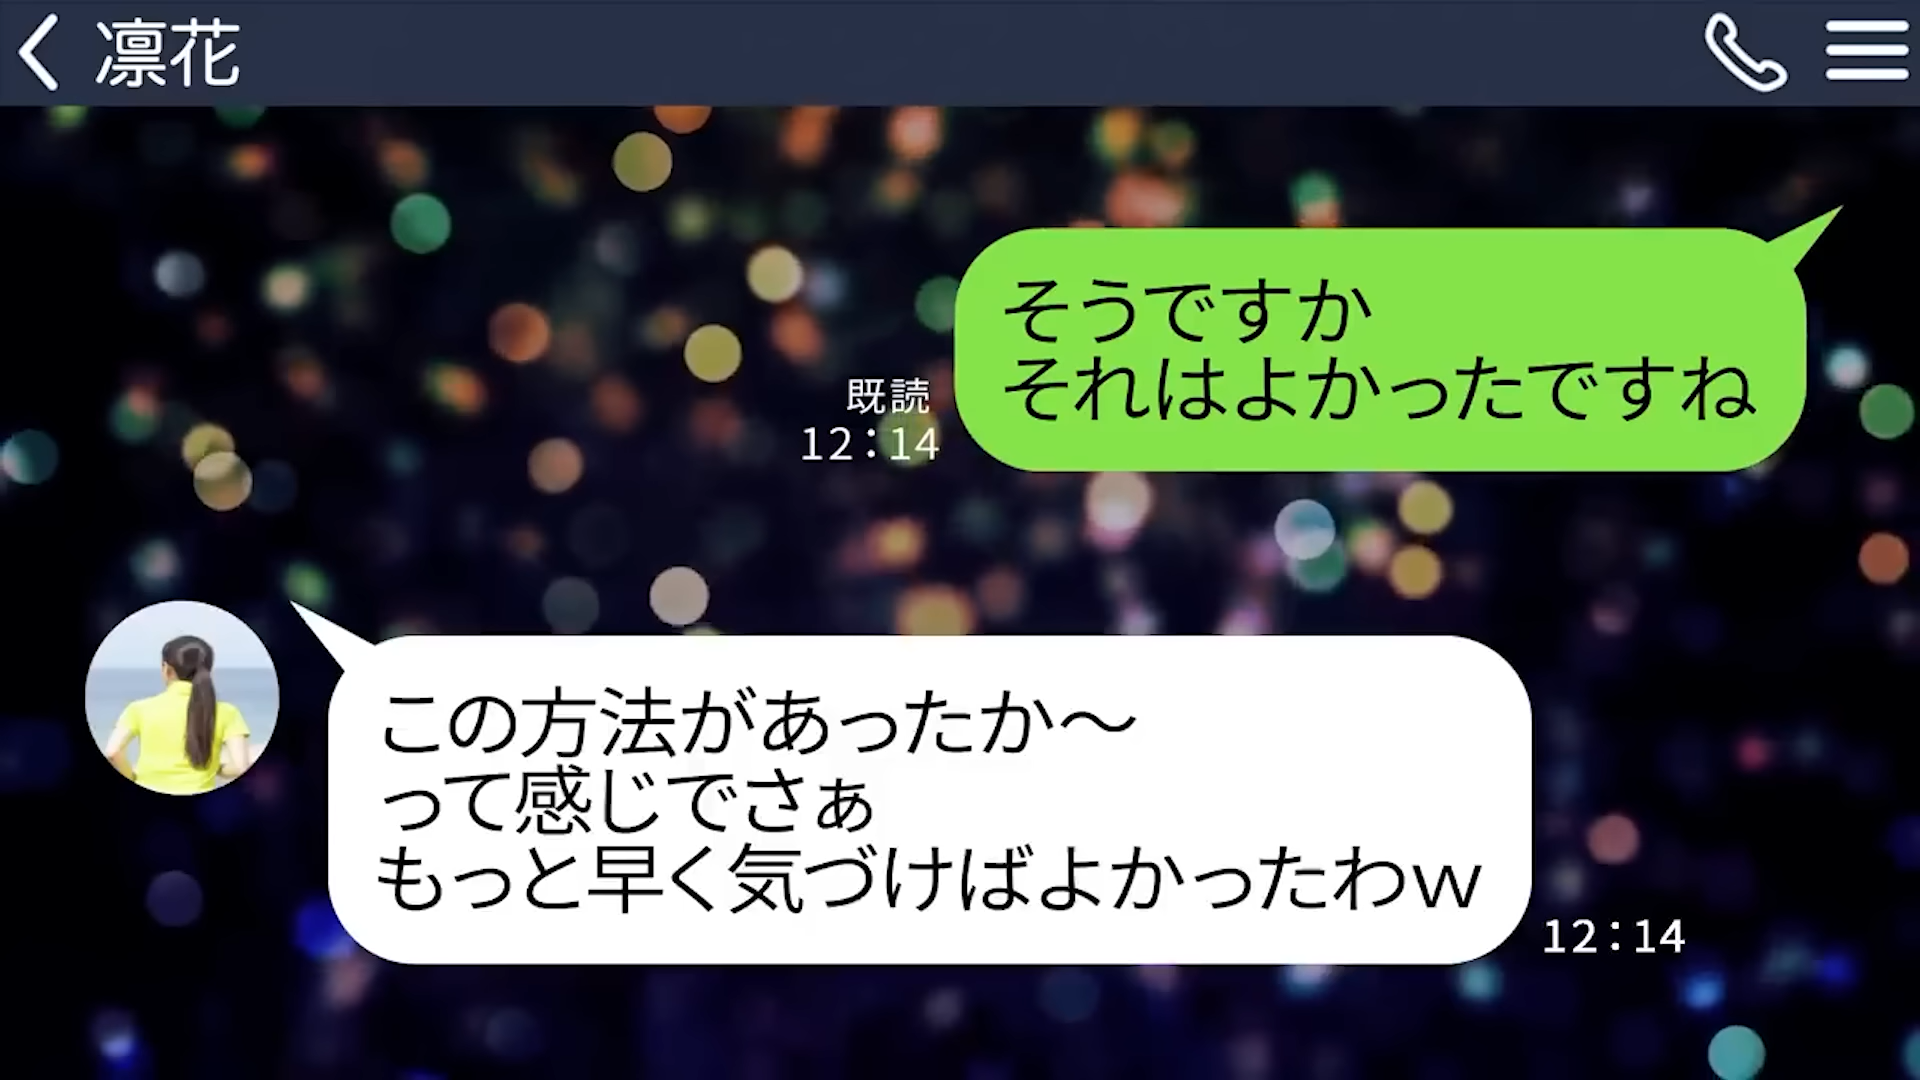 凛花
そうですか
それはよかったですね
既読
12：14
この方法があったか〜
って感じでさぁ
もっと早く気づけばよかったわｗ
12：14